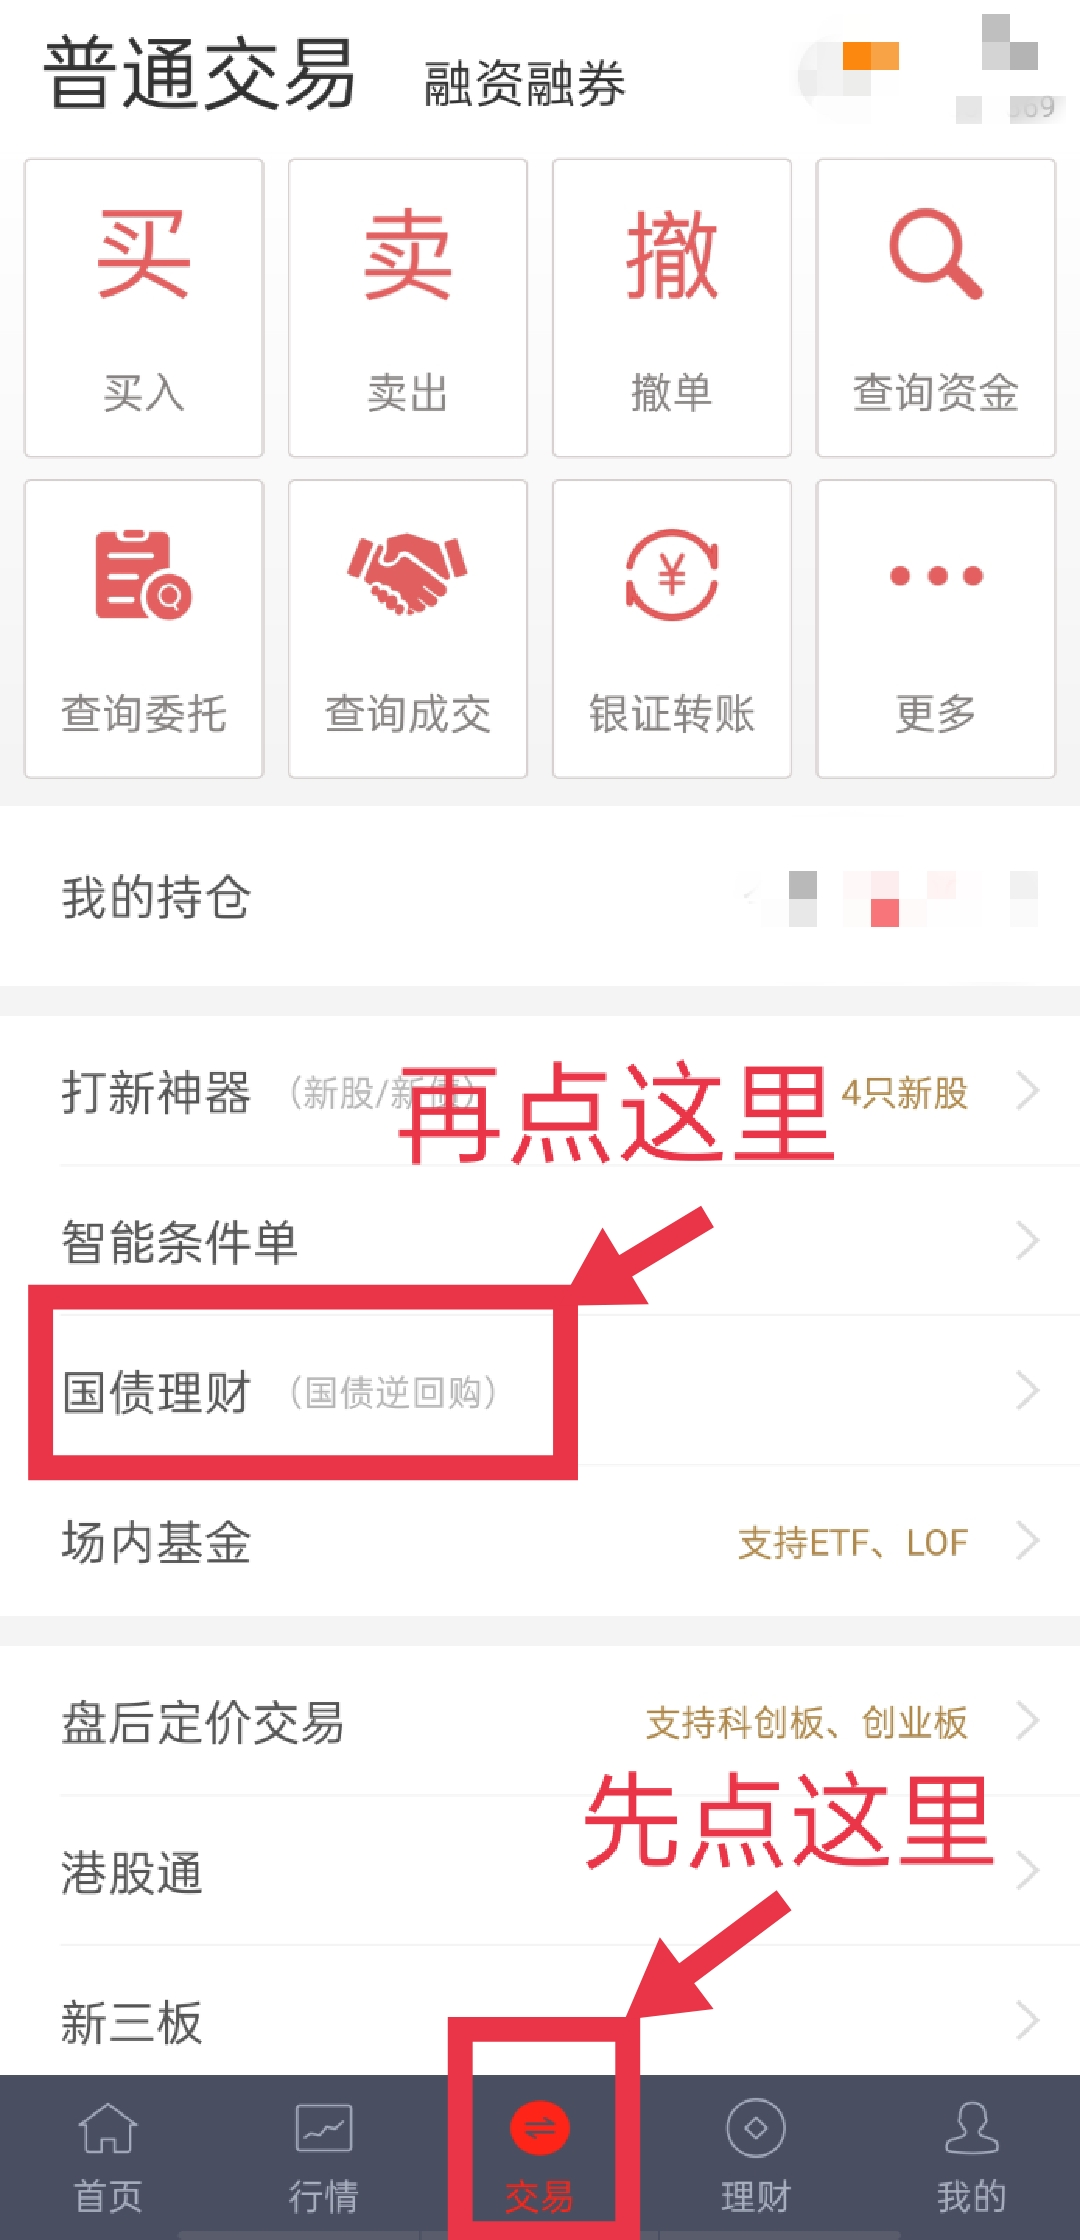 普通交易 融资融券
买 卖 撤
买入 卖出 撤单 查询资金
¥
查询委托 查询成交 银证转账 更多
我的持仓
打新神器 （新股/新债） 4只新股
再点这里
智能条件单
国债理财 （国债逆回购）
场内基金 支持ETF、LOF
盘后定价交易 支持科创板、创业板
先点这里
港股通
新三板
首页 行情 交易 理财 我的